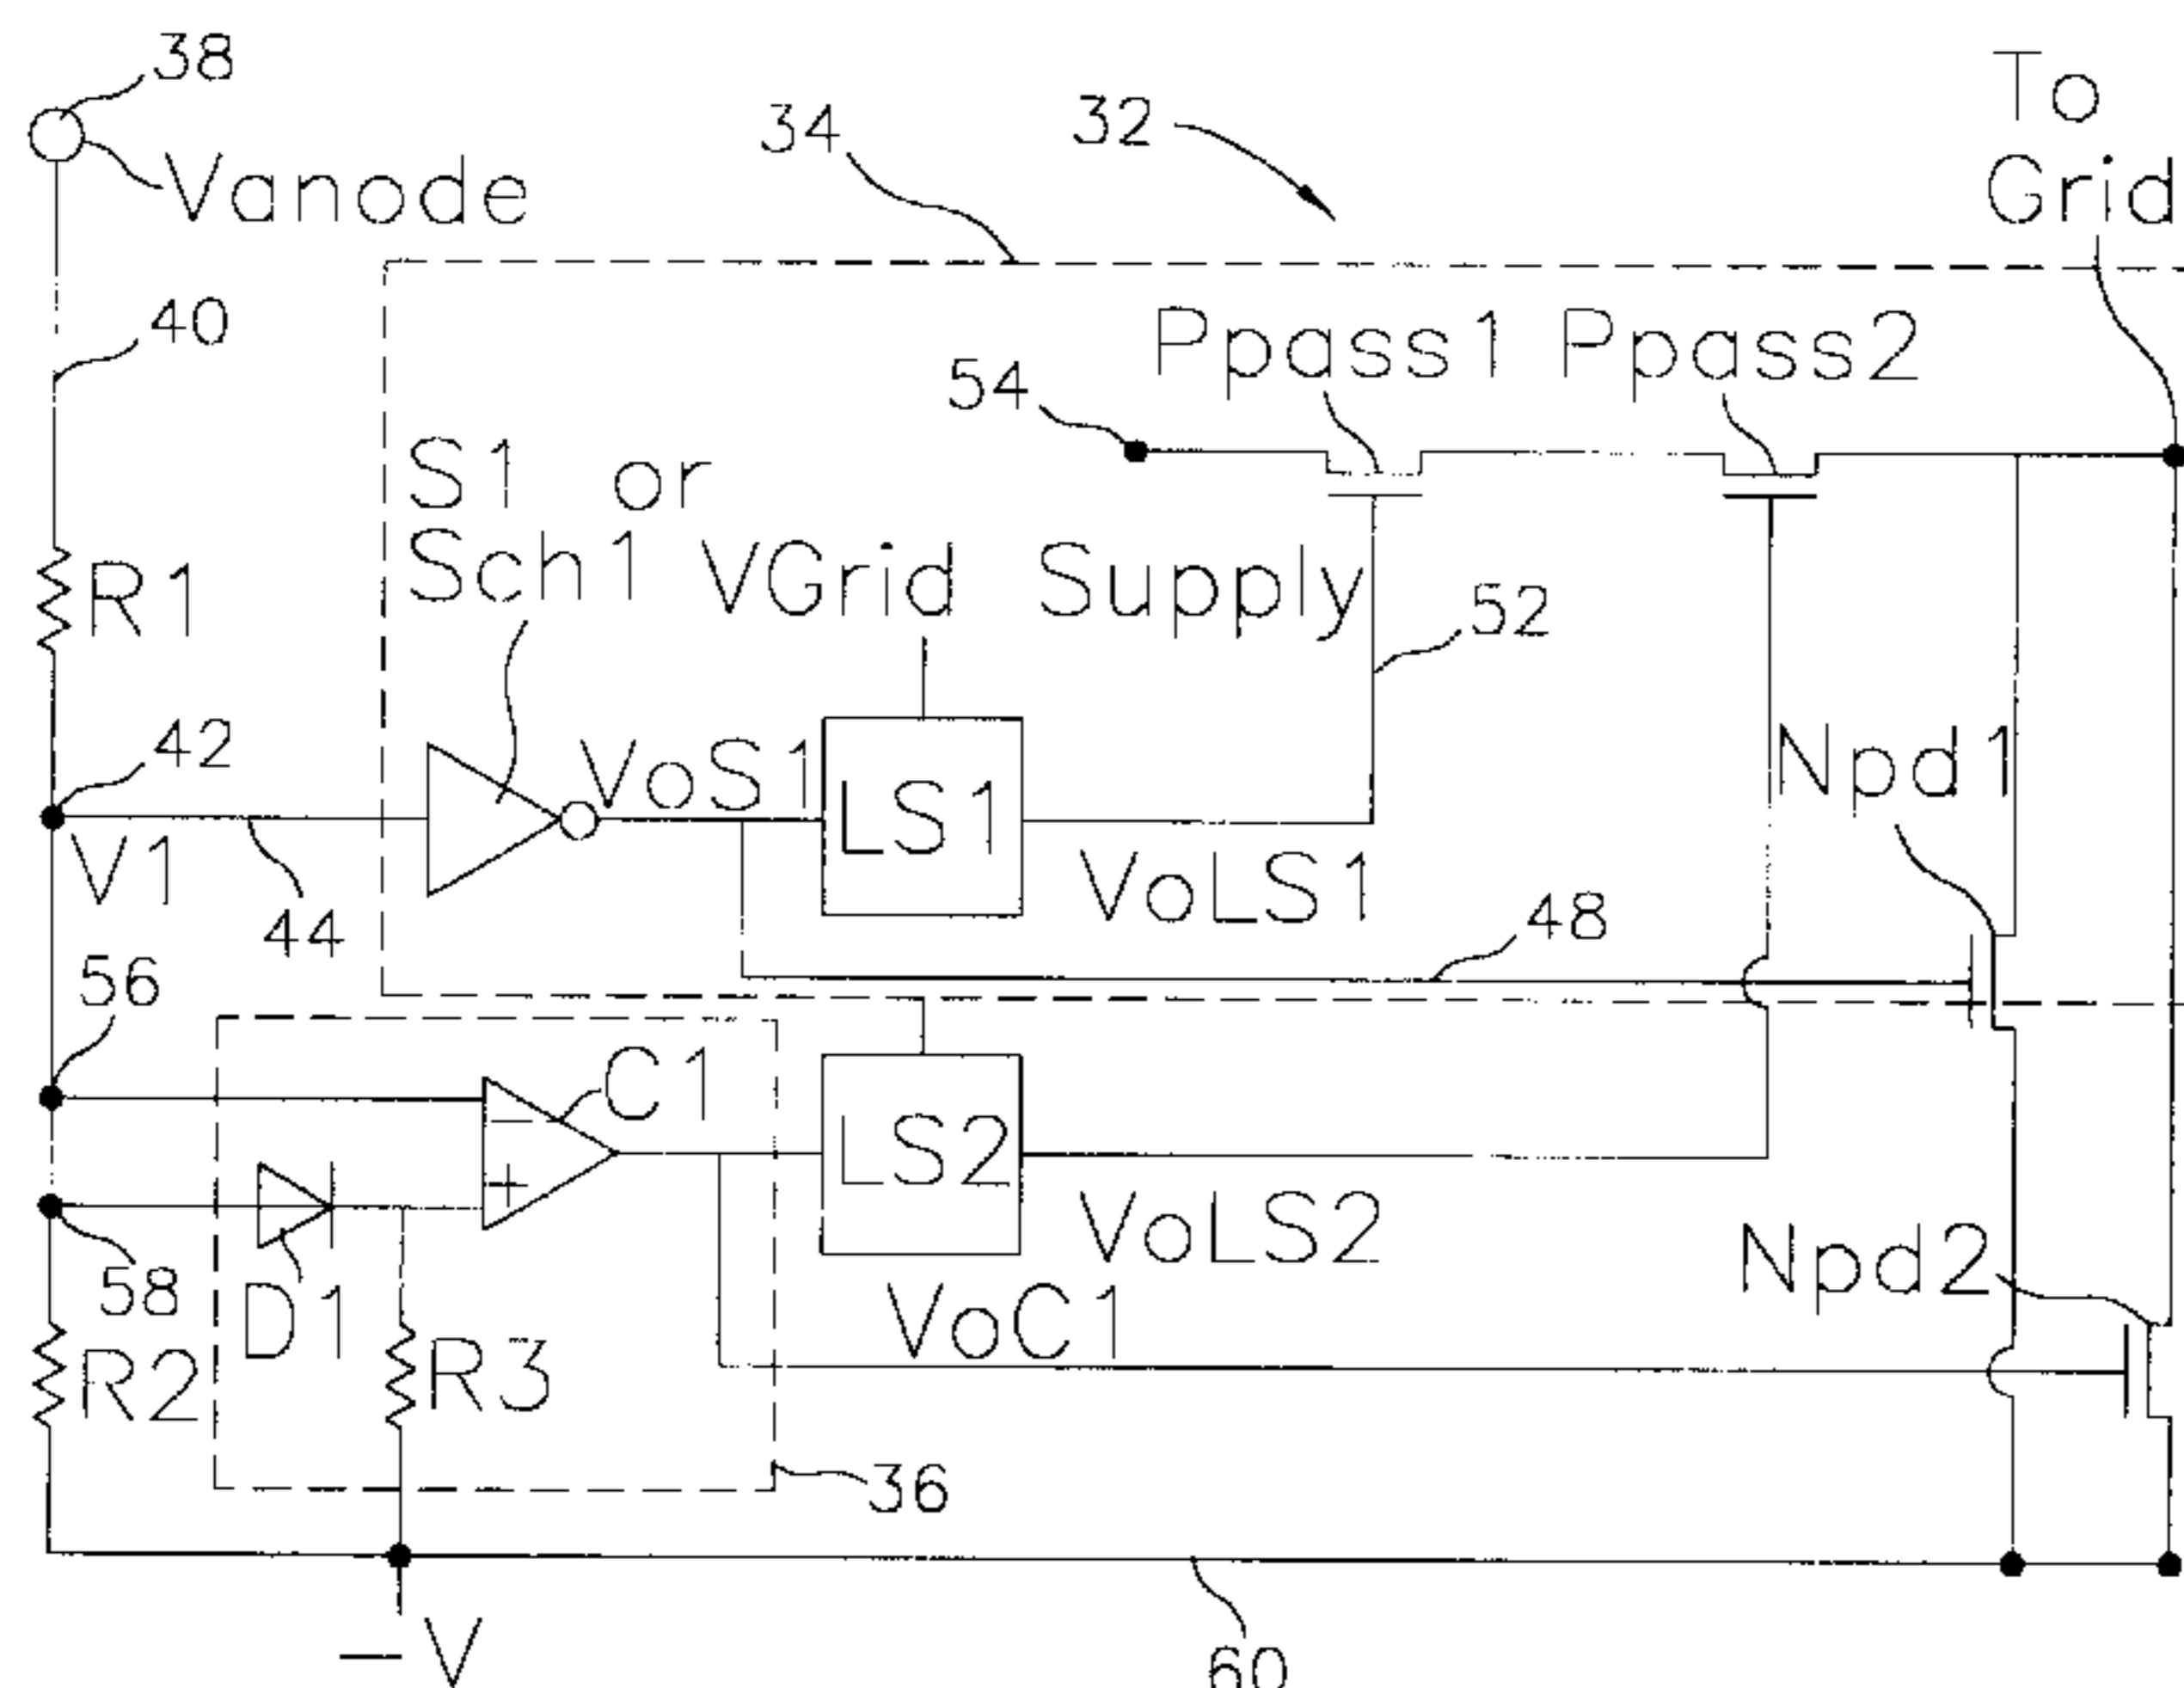 38
Vanode
34
32
To
Grid
40
Ppass1 Ppass2
54
S1 or
Sch1
VGrid Supply
R1
52
42
VoS1
Npd1
LS1
V1
VoLS1
44
48
56
C1
−
+
LS2
VoLS2
58
D1
Npd2
VoC1
R2
R3
36
−V
60